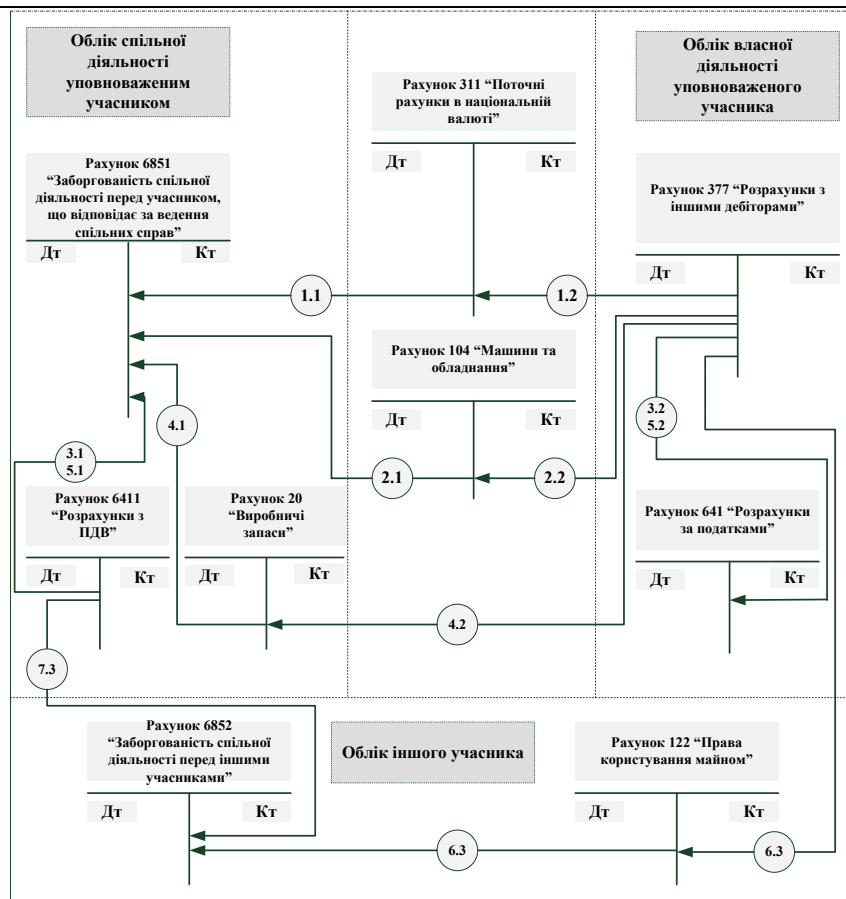 Облік спільної
діяльності
уповноваженим
учасником
Рахунок 311 “Поточні
рахунки в національній
валюті”
Дт
Кт
Облік власної
діяльності
уповноваженого
учасника
Рахунок 6851
“Заборгованість спільної
діяльності перед учасником,
що відповідає за ведення
спільних справ”
Дт
Кт
Рахунок 377 “Розрахунки з
іншими дебіторами”
Дт
Кт
1.1
1.2
Рахунок 104 “Машини та
обладнання”
Дт
Кт
4.1
3.2
5.2
3.1
5.1
2.1
2.2
Рахунок 6411
“Розрахунки з
ПДВ”
Дт
Кт
Рахунок 20
“Виробничі
запаси”
Дт
Кт
Рахунок 641 “Розрахунки
за податками”
Дт
Кт
4.2
7.3
Рахунок 6852
“Заборгованість спільної
діяльності перед іншими
учасниками”
Дт
Кт
Облік іншого учасника
Рахунок 122 “Права
користування майном”
Дт
Кт
6.3
6.3